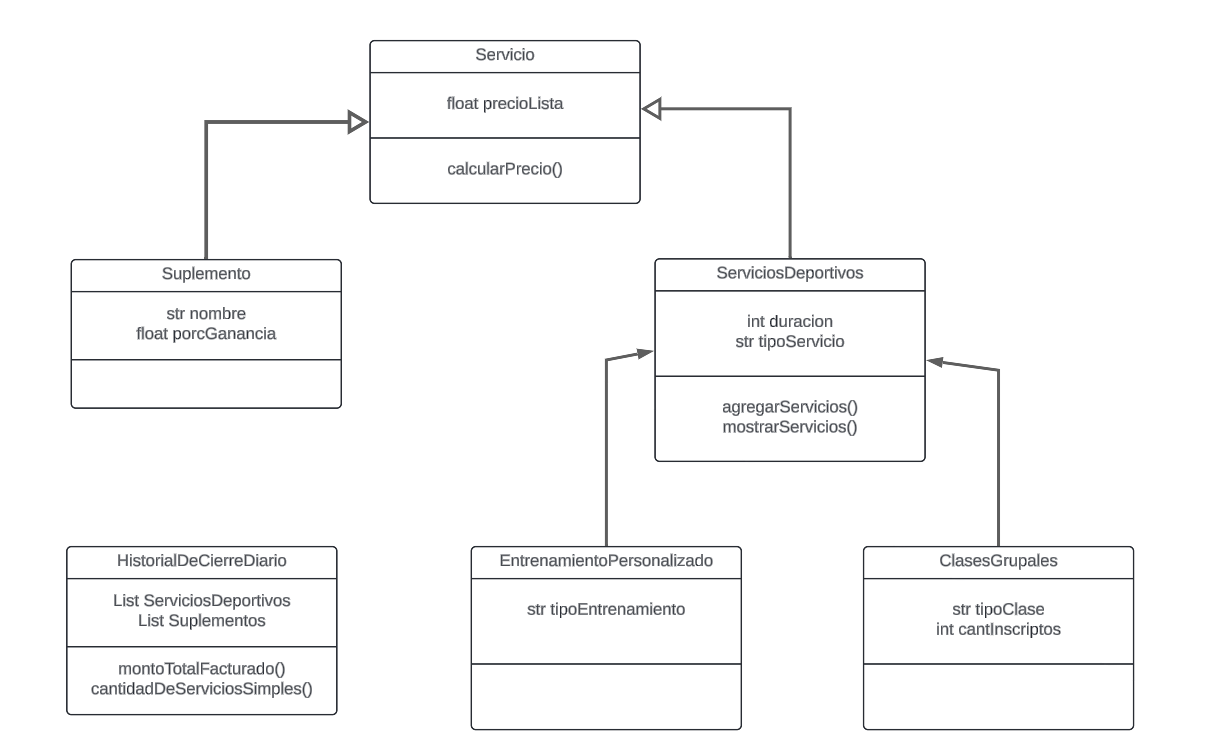 Servicio
float precioLista
calcularPrecio()
Suplemento
str nombre
float porcGanancia
ServiciosDeportivos
int duracion
str tipoServicio
agregarServicios()
mostrarServicios()
HistorialDeCierreDiario
List ServiciosDeportivos
List Suplementos
montoTotalFacturado()
cantidadDeServiciosSimples()
EntrenamientoPersonalizado
str tipoEntrenamiento
ClasesGrupales
str tipoClase
int cantInscriptos